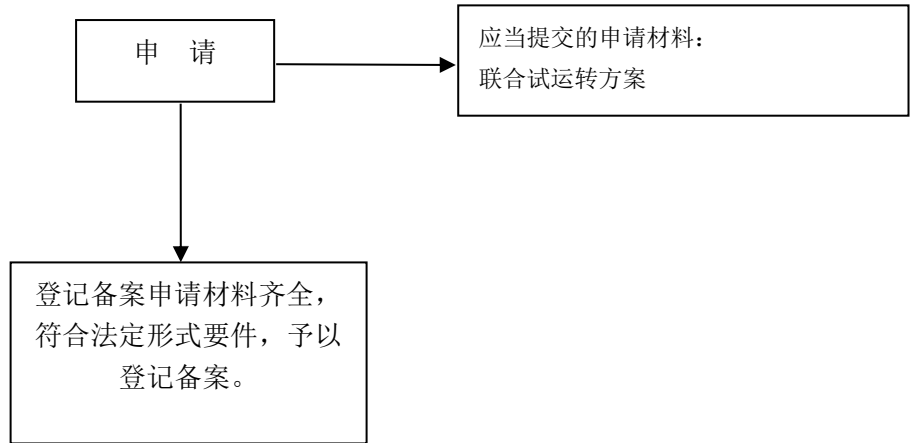 申 请
应当提交的申请材料：
联合试运转方案
登记备案申请材料齐全，
符合法定形式要件，予以
登记备案。